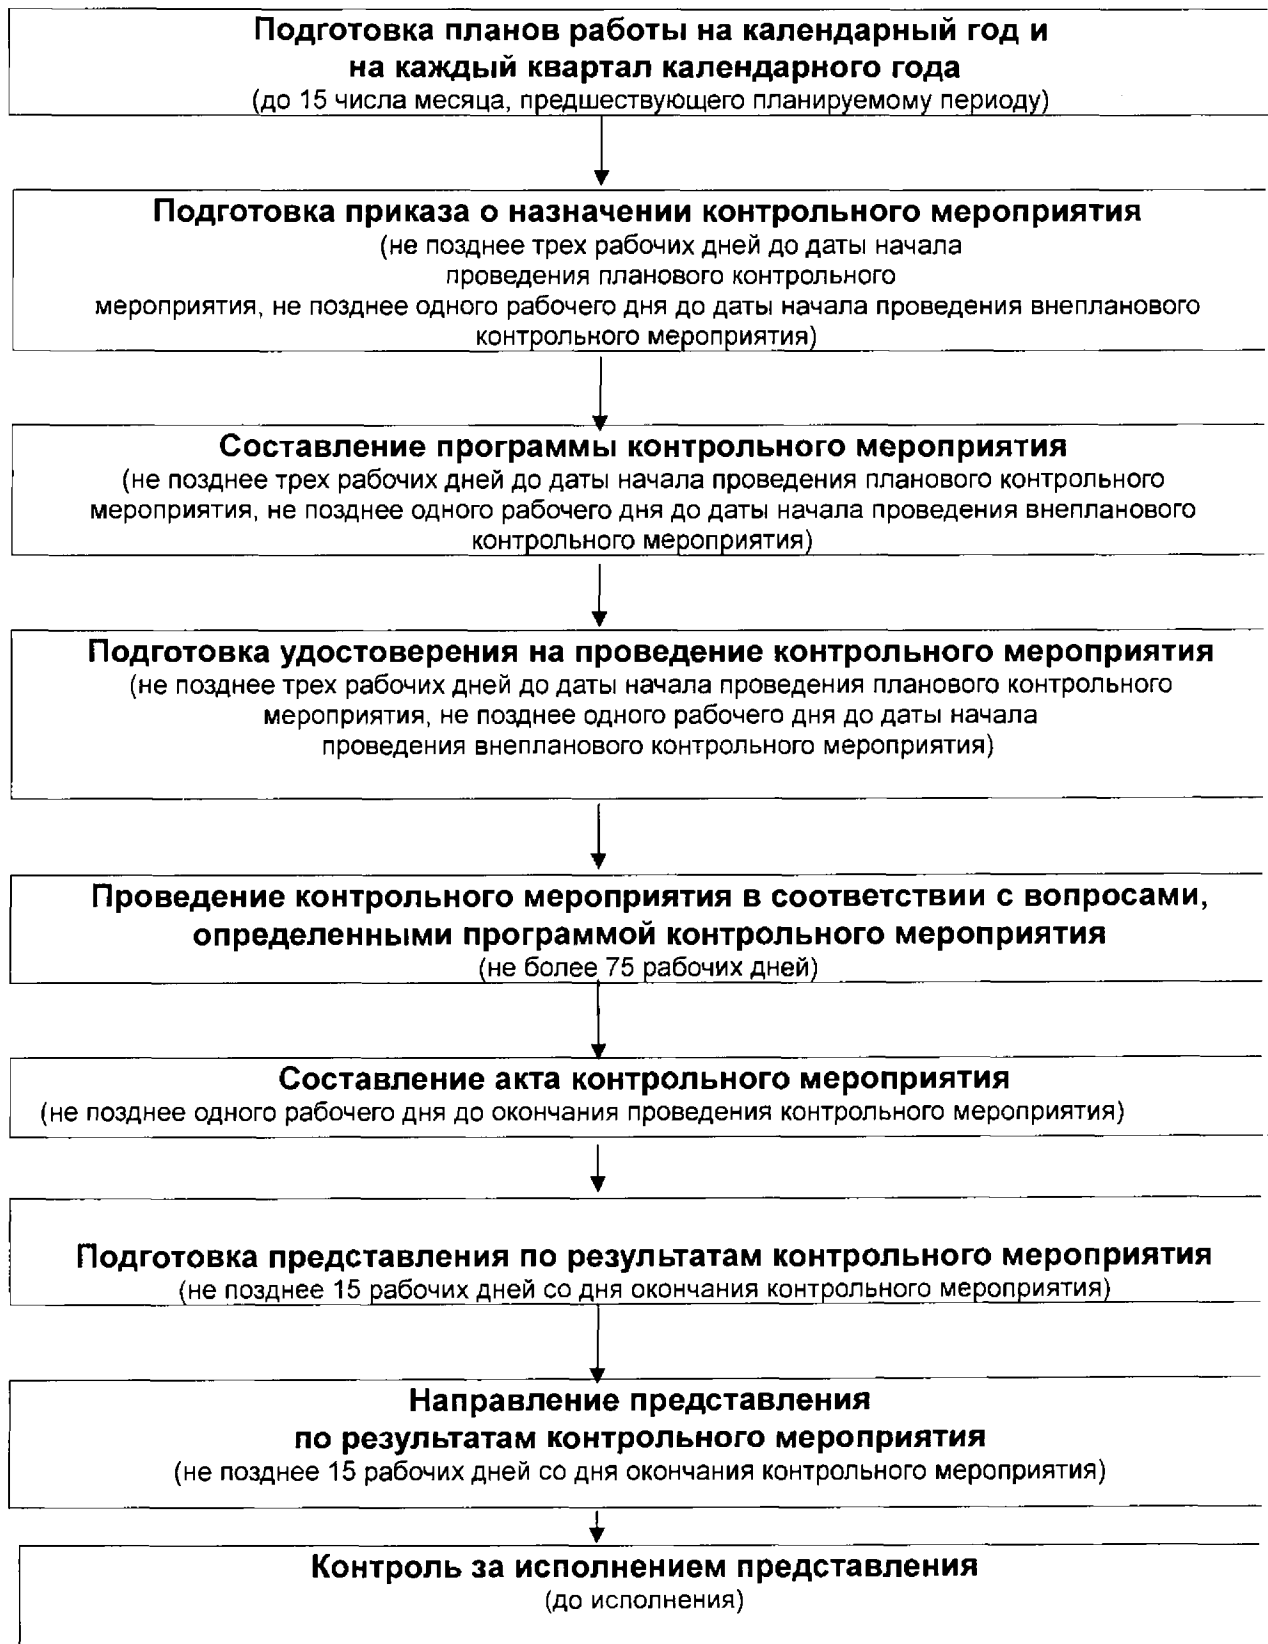 Подготовка планов работы на календарный год и
на каждый квартал календарного года
(до 15 числа месяца, предшествующего планируемому периоду)
Подготовка приказа о назначении контрольного мероприятия
(не позднее трех рабочих дней до даты начала
проведения планового контрольного
мероприятия, не позднее одного рабочего дня до даты начала проведения внепланового
контрольного мероприятия)
Составление программы контрольного мероприятия
(не позднее трех рабочих дней до даты начала проведения планового контрольного
мероприятия, не позднее одного рабочего дня до даты начала проведения внепланового
контрольного мероприятия)
Подготовка удостоверения на проведение контрольного мероприятия
(не позднее трех рабочих дней до даты начала проведения планового контрольного
мероприятия, не позднее одного рабочего дня до даты начала
проведения внепланового контрольного мероприятия)
Проведение контрольного мероприятия в соответствии с вопросами,
определенными программой контрольного мероприятия
(не более 75 рабочих дней)
Составление акта контрольного мероприятия
(не позднее одного рабочего дня до окончания проведения контрольного мероприятия)
Подготовка представления по результатам контрольного мероприятия
(не позднее 15 рабочих дней со дня окончания контрольного мероприятия)
Направление представления
по результатам контрольного мероприятия
(не позднее 15 рабочих дней со дня окончания контрольного мероприятия)
Контроль за исполнением представления
(до исполнения)